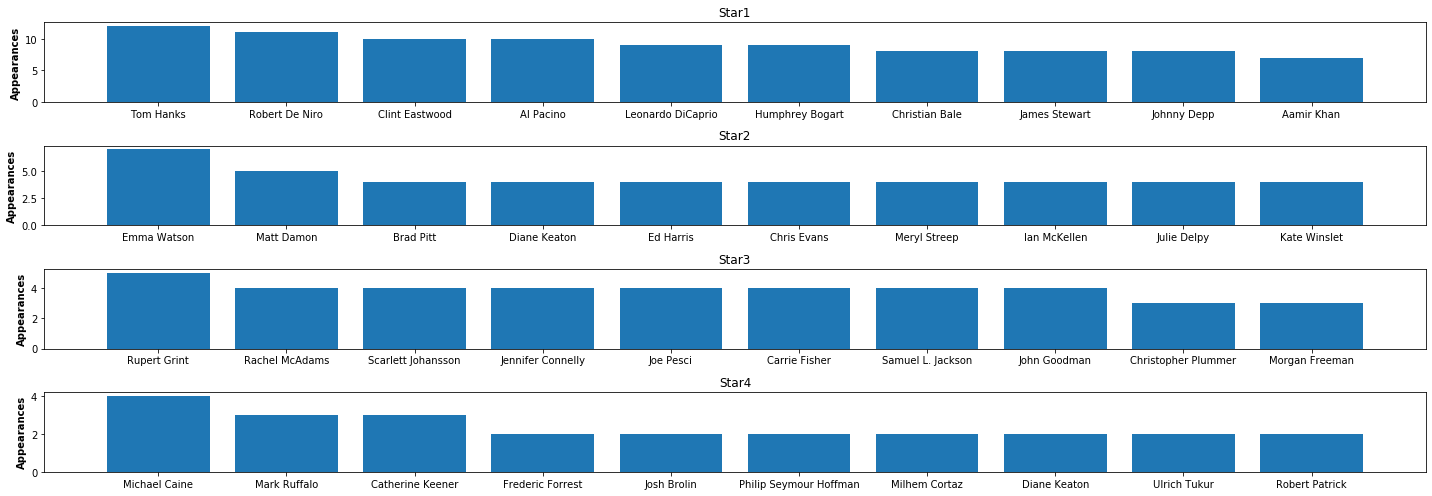 Star1
Appearances
10
5
0
Tom Hanks Robert De Niro Clint Eastwood Al Pacino Leonardo DiCaprio Humphrey Bogart Christian Bale James Stewart Johnny Depp Aamir Khan
Star2
Appearances
5.0
2.5
0.0
Emma Watson Matt Damon Brad Pitt Diane Keaton Ed Harris Chris Evans Meryl Streep Ian McKellen Julie Delpy Kate Winslet
Star3
Appearances
4
2
0
Rupert Grint Rachel McAdams Scarlett Johansson Jennifer Connelly Joe Pesci Carrie Fisher Samuel L. Jackson John Goodman Christopher Plummer Morgan Freeman
Star4
Appearances
4
2
0
Michael Caine Mark Ruffalo Catherine Keener Frederic Forrest Josh Brolin Philip Seymour Hoffman Milhem Cortaz Diane Keaton Ulrich Tukur Robert Patrick